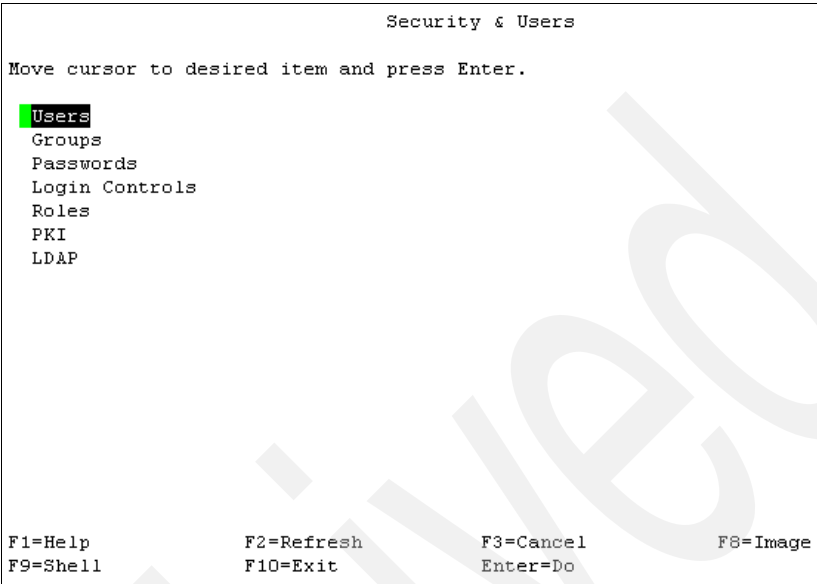 Security & Users
Move cursor to desired item and press Enter.
Users
Groups
Passwords
Login Controls
Roles
PKI
LDAP
F1=Help F2=Refresh F3=Cancel F8=Image
F9=Shell F10=Exit Enter=Do